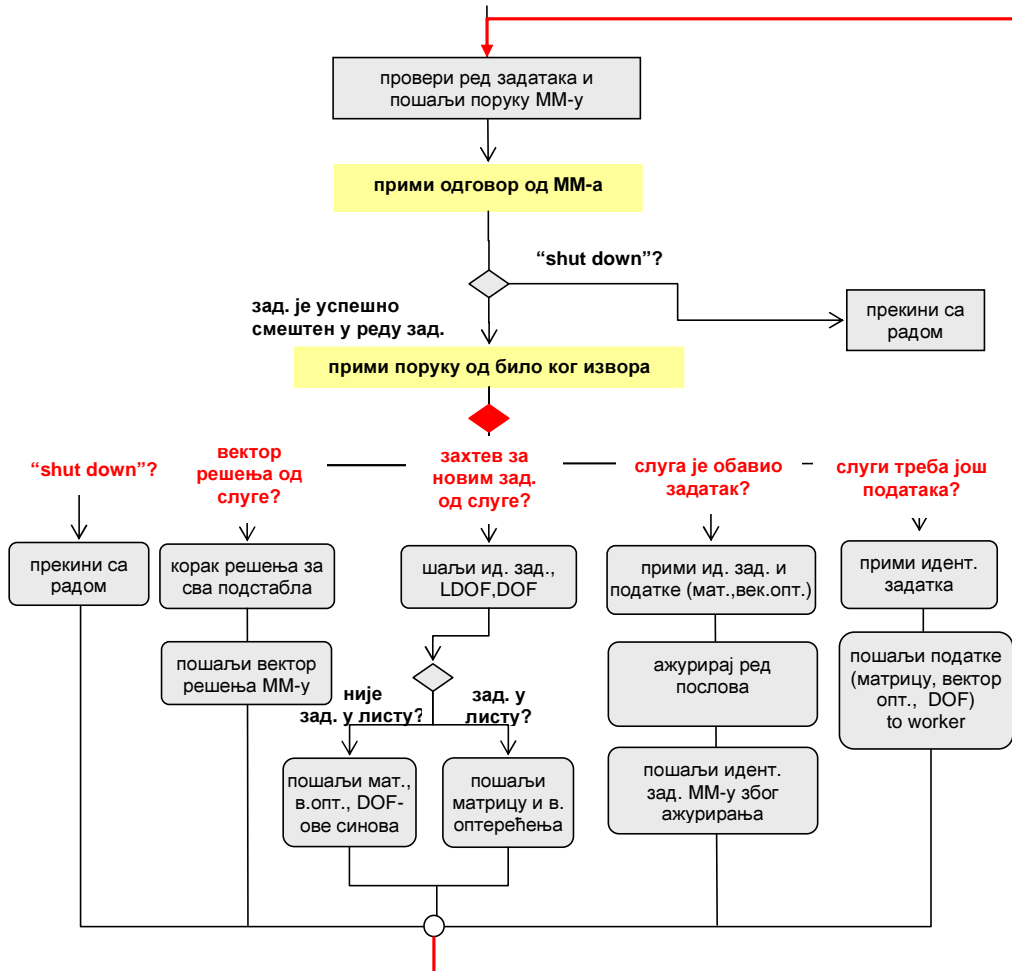 провери ред задатака и
пошаљи поруку ММ-у
прими одговор од ММ-а
“shut down”?
зад. је успешно
смештен у реду зад.
прекини са
радом
прими поруку од било ког извора
“shut down”?
вектор
решења од
слуге?
захтев за
новим зад.
од слуге?
слуга је обавио
задатак?
слуги треба још
података?
прекини са
радом
корак решења за
сва подстабла
шаљи ид. зад.,
LDOF,DOF
прими ид. зад. и
податке (мат.,век.опт.)
прими идент.
задатка
пошаљи вектор
решења ММ-у
ажурирај ред
послова
пошаљи податке
(матрицу, вектор
опт., DOF)
to worker
није
зад. у листу?
зад. у
листу?
пошаљи мат.,
в.опт., DOF-
ове синова
пошаљи
матрицу и в.
оптерећења
пошаљи идент.
зад. ММ-у због
ажурирања